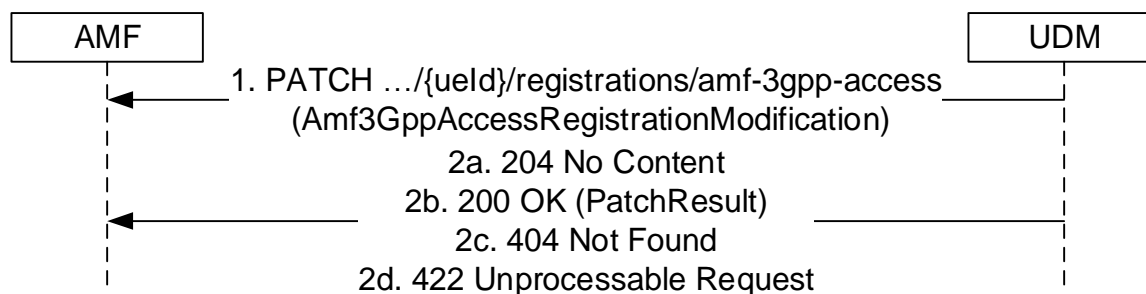 AMF
UDM
1. PATCH …/{ueId}/registrations/amf-3gpp-access
(Amf3GppAccessRegistrationModification)
2a. 204 No Content
2b. 200 OK (PatchResult)
2c. 404 Not Found
2d. 422 Unprocessable Request